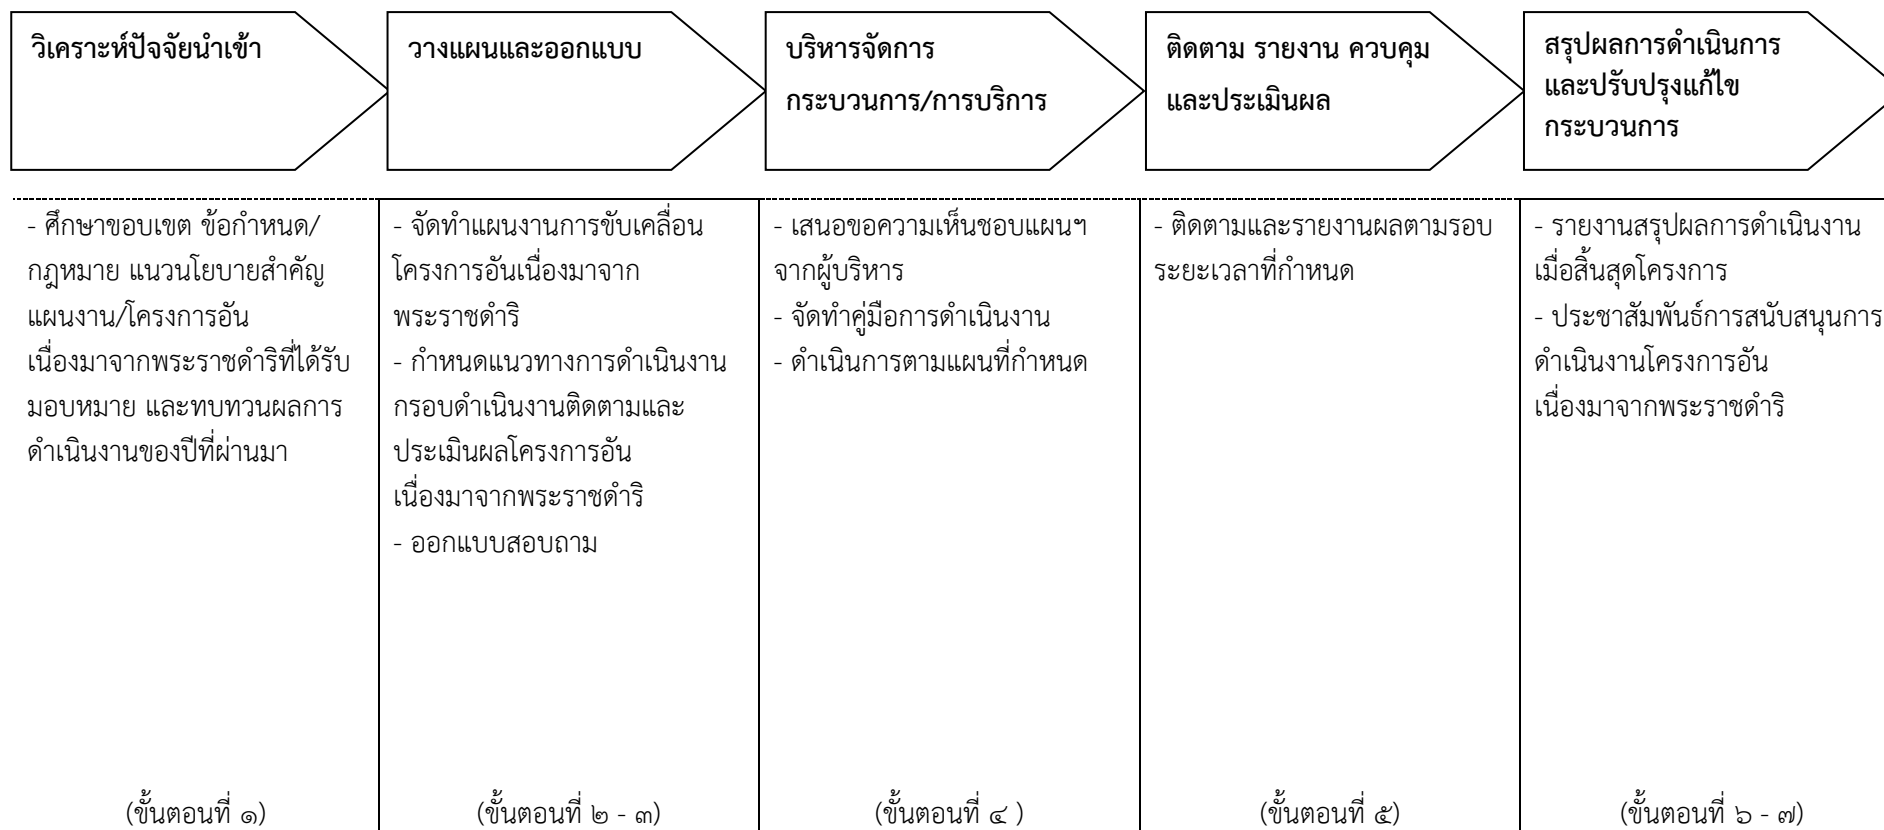 วิเคราะห์ปัจจัยนำเข้า
วางแผนและออกแบบ
บริหารจัดการ
กระบวนการ/การบริการ
ติดตาม รายงาน ควบคุม
และประเมินผล
สรุปผลการดำเนินการ
และปรับปรุงแก้ไข
กระบวนการ
- ศึกษาขอบเขต ข้อกำหนด/
กฎหมาย แนวนโยบายสำคัญ
แผนงาน/โครงการอัน
เนื่องมาจากพระราชดำริที่ได้รับ
มอบหมาย และทบทวนผลการ
ดำเนินงานของปีที่ผ่านมา
(ขั้นตอนที่ ๑)
- จัดทำแผนงานการขับเคลื่อน
โครงการอันเนื่องมาจาก
พระราชดำริ
- กำหนดแนวทางการดำเนินงาน
กรอบดำเนินงานติดตามและ
ประเมินผลโครงการอัน
เนื่องมาจากพระราชดำริ
- ออกแบบสอบถาม
(ขั้นตอนที่ ๒ - ๓)
- เสนอขอความเห็นชอบแผนฯ
จากผู้บริหาร
- จัดทำคู่มือการดำเนินงาน
- ดำเนินการตามแผนที่กำหนด
(ขั้นตอนที่ ๔ )
- ติดตามและรายงานผลตามรอบ
ระยะเวลาที่กำหนด
(ขั้นตอนที่ ๕)
- รายงานสรุปผลการดำเนินงาน
เมื่อสิ้นสุดโครงการ
- ประชาสัมพันธ์การสนับสนุนการ
ดำเนินงานโครงการอัน
เนื่องมาจากพระราชดำริ
(ขั้นตอนที่ ๖ - ๗)